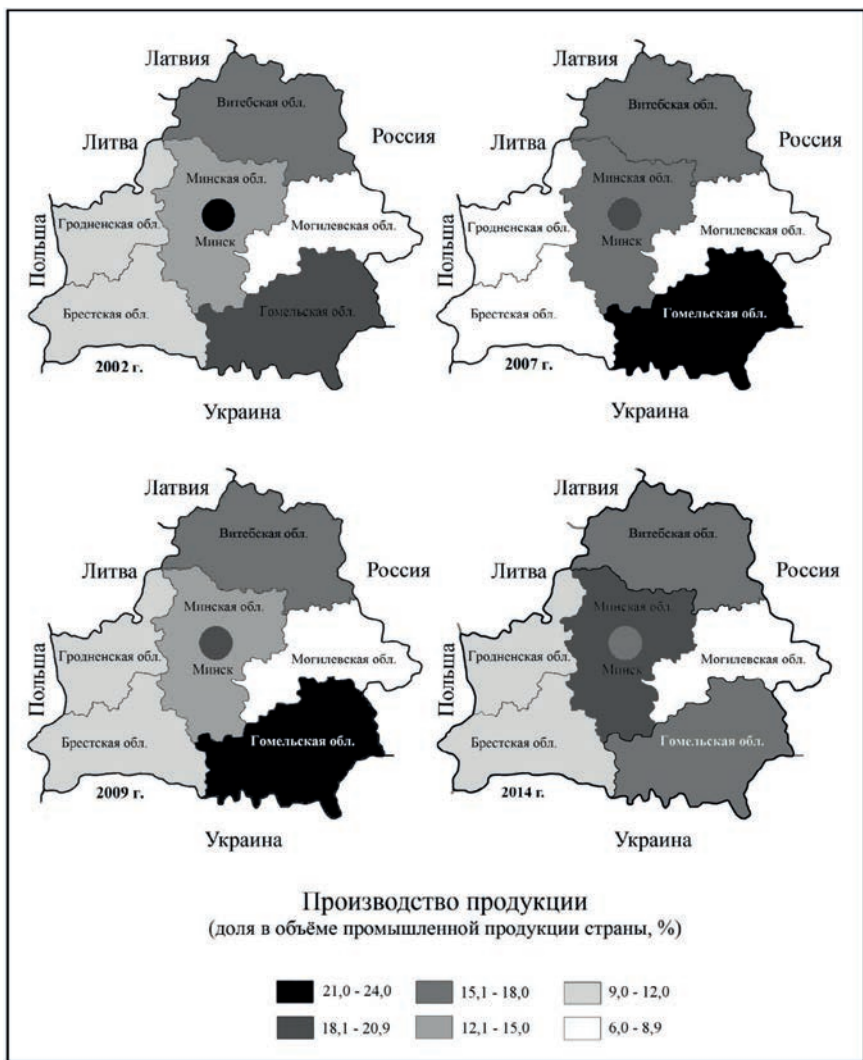 Латвия
Витебская обл.
Литва
Россия
Минская обл.
Польша
Гродненская обл.
Минск
Могилевская обл.
Брестская обл.
Гомельская обл.
2002 г.
Украина
Латвия
Витебская обл.
Литва
Россия
Минская обл.
Польша
Гродненская обл.
Минск
Могилевская обл.
Брестская обл.
Гомельская обл.
2007 г.
Украина
Латвия
Витебская обл.
Литва
Россия
Минская обл.
Польша
Гродненская обл.
Минск
Могилевская обл.
Брестская обл.
Гомельская обл.
2009 г.
Украина
Латвия
Витебская обл.
Литва
Россия
Минская обл.
Польша
Гродненская обл.
Минск
Могилевская обл.
Брестская обл.
Гомельская обл.
2014 г.
Украина
Производство продукции
(доля в объёме промышленной продукции страны, %)
21,0 - 24,0
15,1 - 18,0
9,0 - 12,0
18,1 - 20,9
12,1 - 15,0
6,0 - 8,9